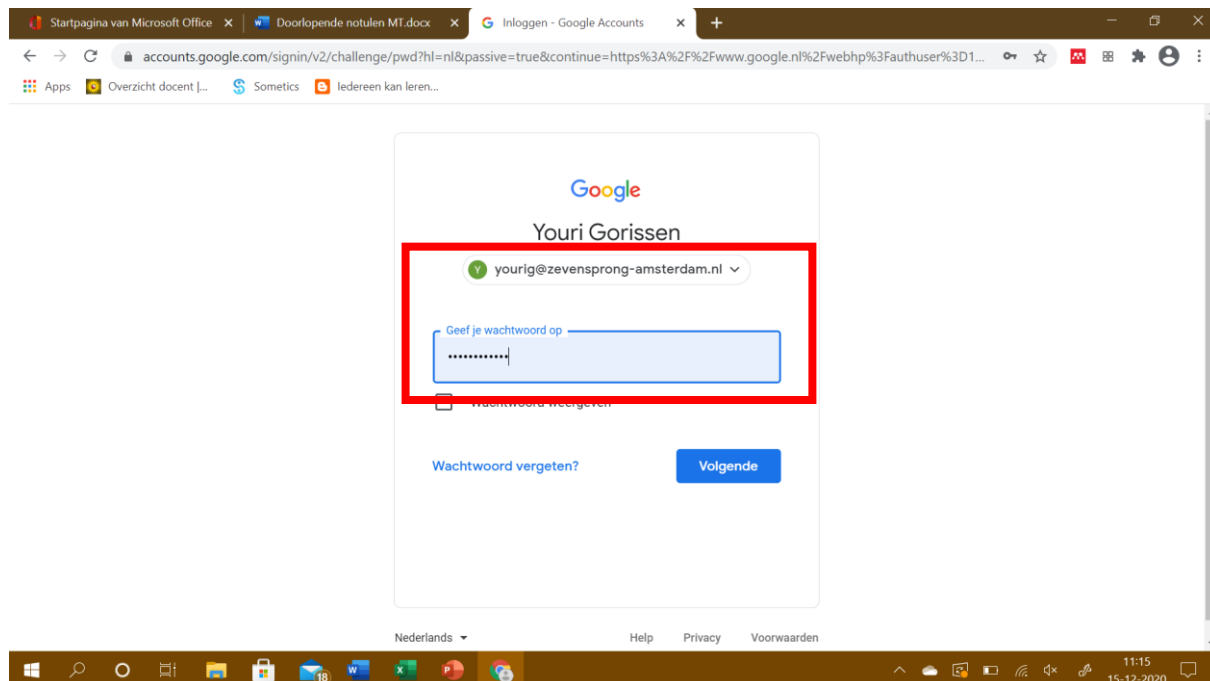 Startpagina van Microsoft Office
Doorlopende notulen MT.docx
Inloggen - Google Accounts
accounts.google.com/signin/v2/challenge/pwd?hl=nl&passive=true&continue=https%3A%2F%2Fwww.google.nl%2Fwebhp%3Fauthuser%3D1...
Apps Overzicht docent |... Sometics Iedereen kan leren...
Google
Youri Gorissen
Y yourig@zevensprong-amsterdam.nl
Geef je wachtwoord op
••••••••••••
Wachtwoord weergeven
Wachtwoord vergeten? Volgende
Nederlands Help Privacy Voorwaarden
18
11:15
15-12-2020